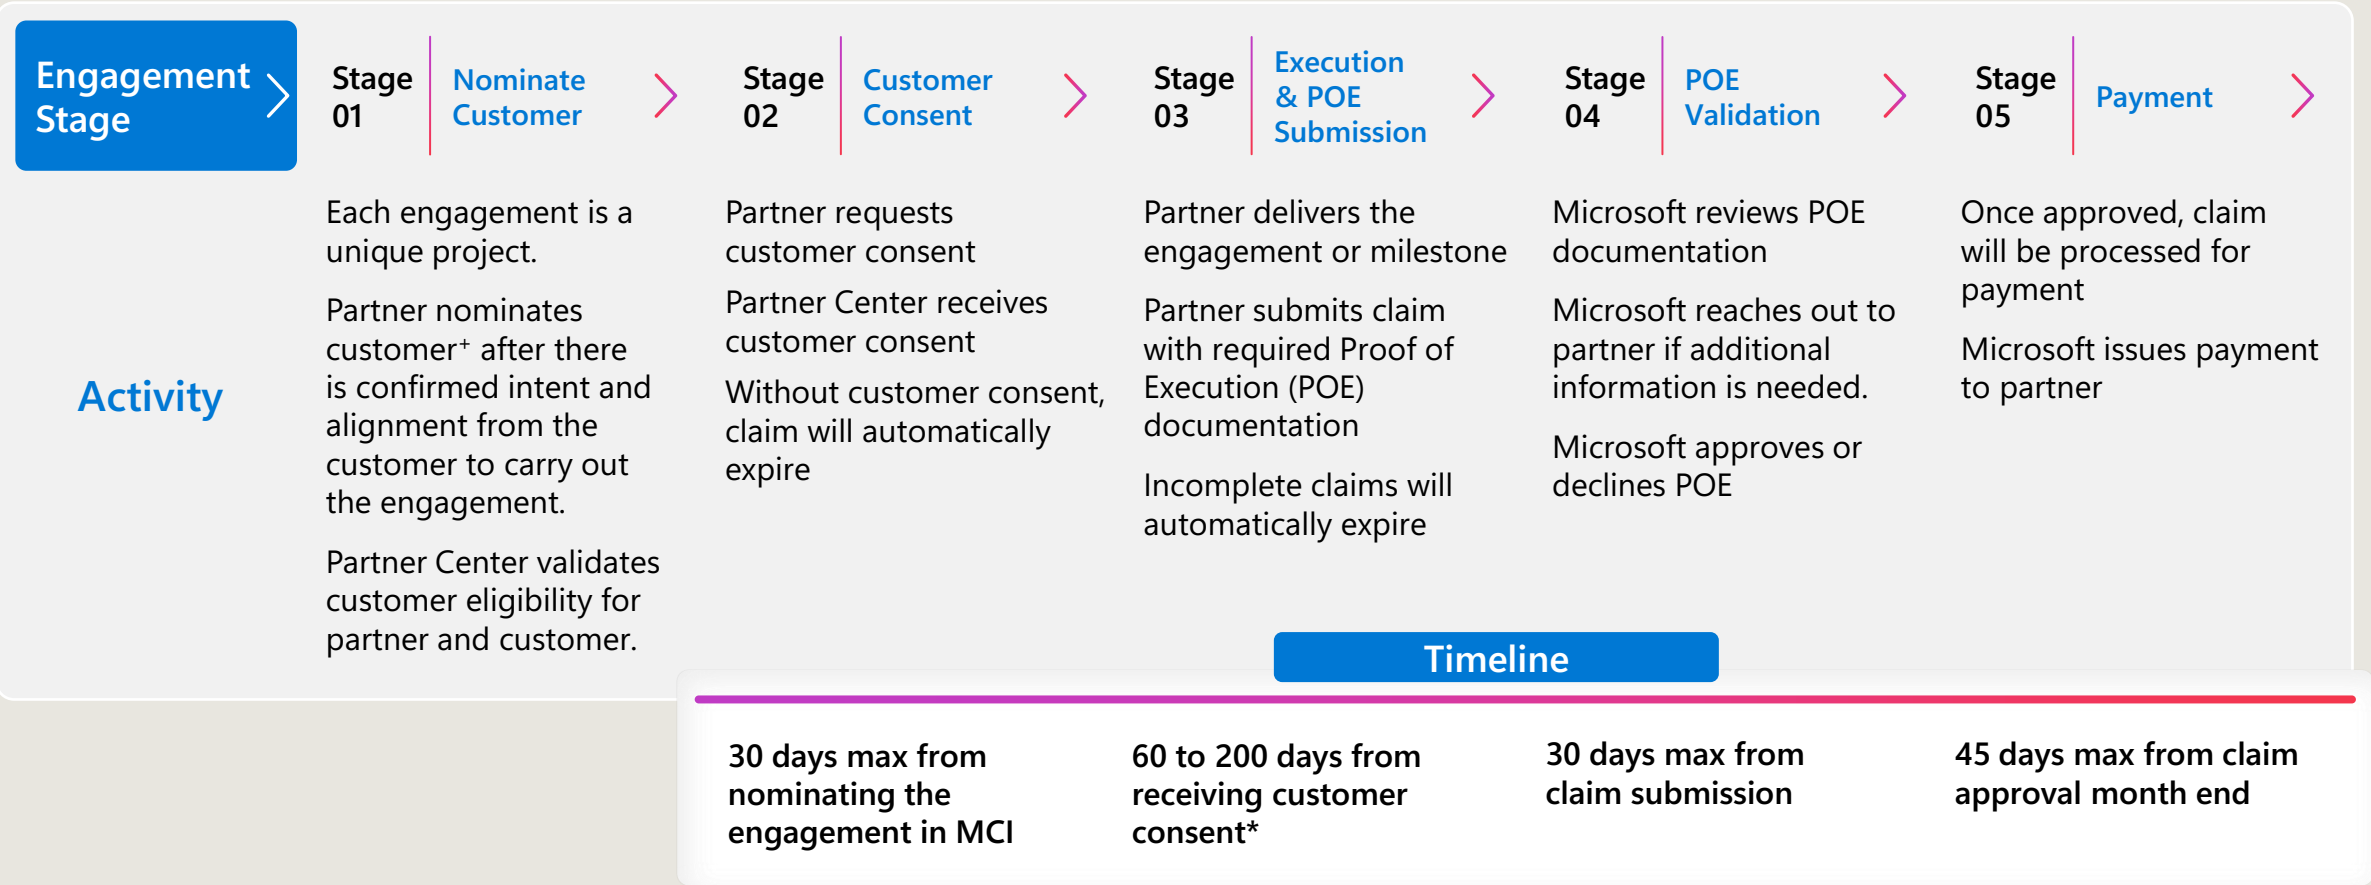 Engagement
Stage
Stage
01
Nominate
Customer
Stage
02
Customer
Consent
Stage
03
Execution
& POE
Submission
Stage
04
POE
Validation
Stage
05
Payment
Activity
Each engagement is a
unique project.
Partner nominates
customer⁺ after there
is confirmed intent and
alignment from the
customer to carry out
the engagement.
Partner Center validates
customer eligibility for
partner and customer.
Partner requests
customer consent
Partner Center receives
customer consent
Without customer consent,
claim will automatically
expire
Partner delivers the
engagement or milestone
Partner submits claim
with required Proof of
Execution (POE)
documentation
Incomplete claims will
automatically expire
Microsoft reviews POE
documentation
Microsoft reaches out to
partner if additional
information is needed.
Microsoft approves or
declines POE
Once approved, claim
will be processed for
payment
Microsoft issues payment
to partner
Timeline
30 days max from
nominating the
engagement in MCI
60 to 200 days from
receiving customer
consent*
30 days max from
claim submission
45 days max from claim
approval month end